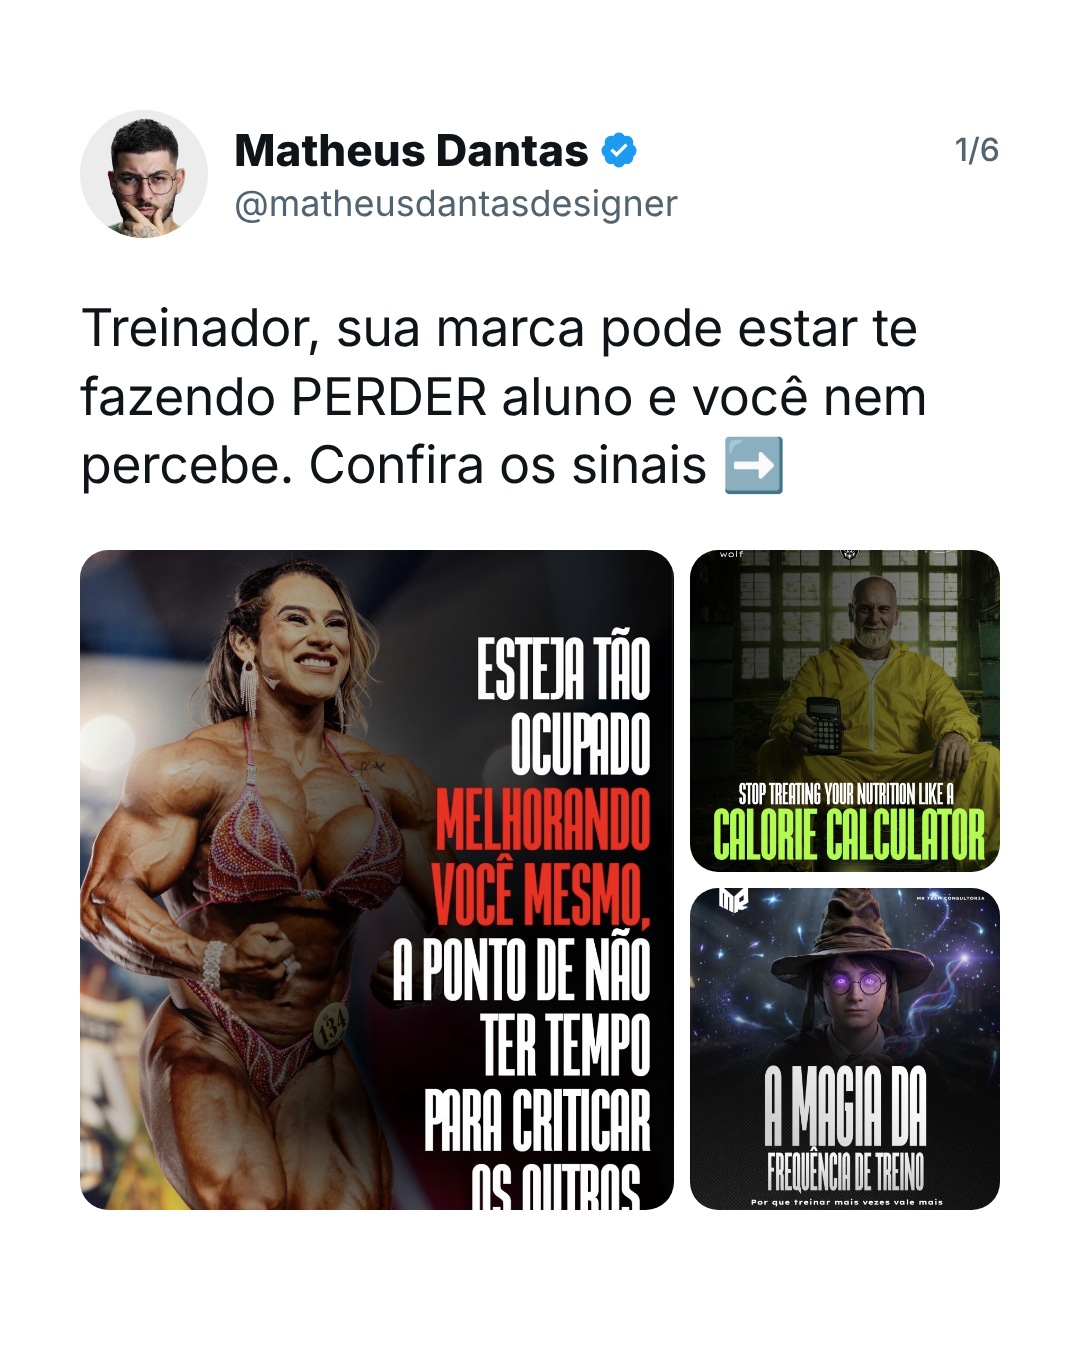 Matheus Dantas
1/6
@matheusdantasdesigner
Treinador, sua marca pode estar te
fazendo PERDER aluno e você nem
percebe. Confira os sinais ➡️
ESTEJA TÃO
OCUPADO
MELHORANDO
VOCÊ MESMO,
A PONTO DE NÃO
TER TEMPO
PARA CRITICAR
OS OUTROS.
134
wolf
STOP TREATING YOUR NUTRITION LIKE A
CALORIE CALCULATOR
MR
MR TEAM CONSULTORIA
A MAGIA DA
FREQUÊNCIA DE TREINO
Por que treinar mais vezes vale mais